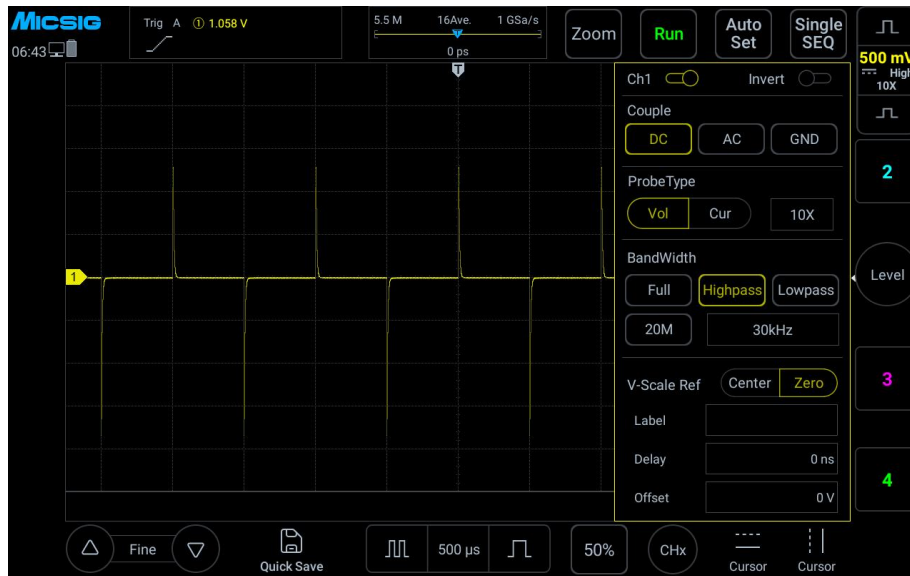 Micsig
Trig A ① 1.058 V
5.5 M 16Ave. 1 GSa/s
T
0 ps
Zoom
Run
Auto
Set
Single
SEQ
06:43
500 mV
High
10X
T
Ch1
Invert
Couple
DC AC GND
ProbeType
Vol Cur 10X
BandWidth
Full Highpass Lowpass
20M 30kHz
V-Scale Ref Center Zero
Label
Delay 0 ns
Offset 0 V
1
2
Level
3
4
Fine
Quick Save
500 µs
50%
CHx
Cursor
Cursor